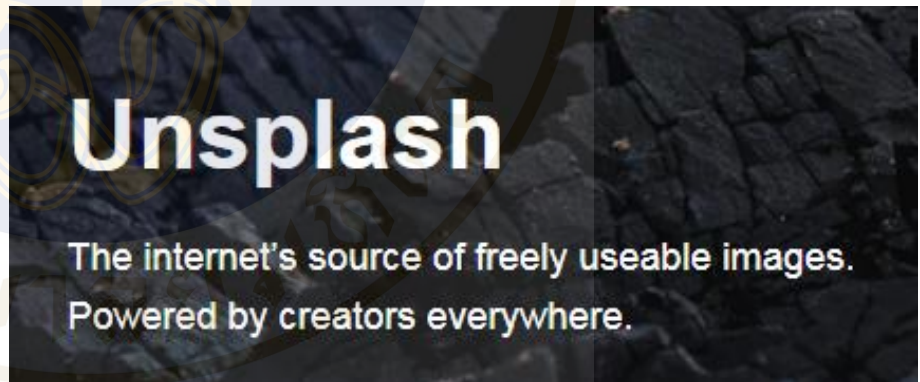 Unsplash
The internet's source of freely useable images.
Powered by creators everywhere.